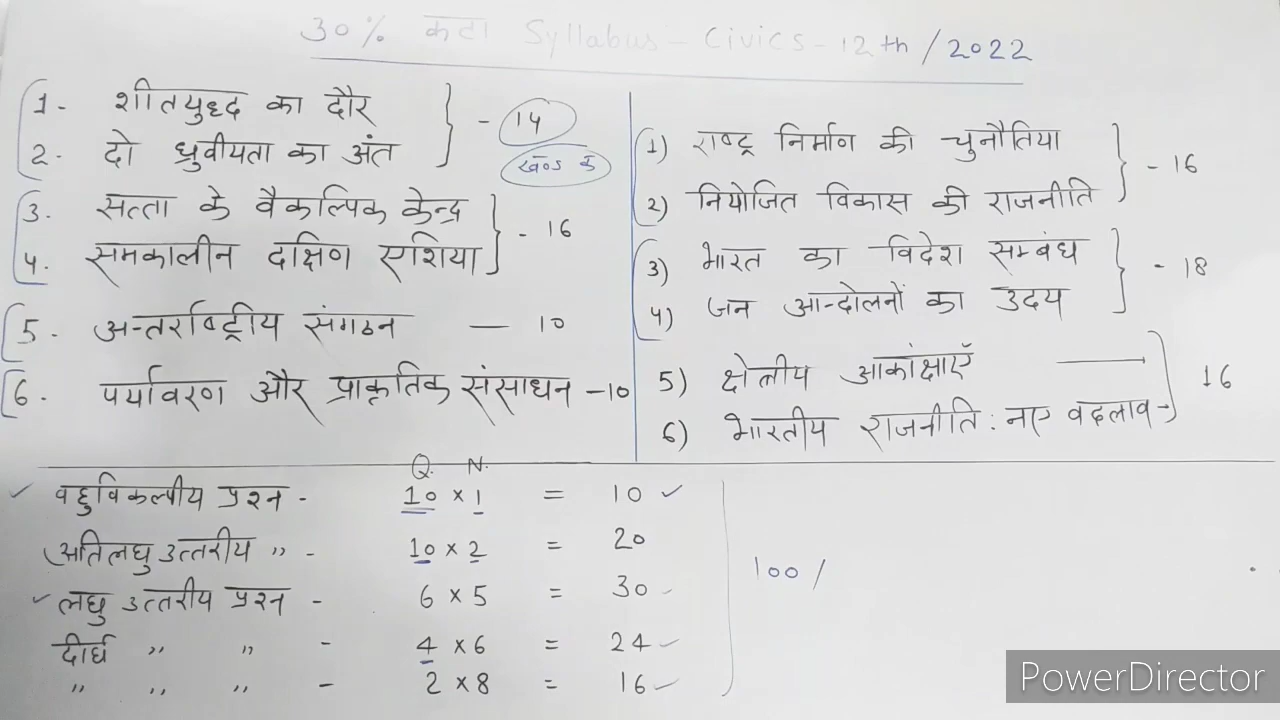 30% कटा Syllabus - Civics - 12th / 2022
1. शीतयुद्द का दौर
2. दो ध्रुवीयता का अंत
- 14
खण्ड क
3. सत्ता के वैकल्पिक केन्द्र
4. समकालीन दक्षिण एशिया
- 16
5. अन्तर्राष्ट्रीय संगठन — 10
6. पर्यावरण और प्राकृतिक संसाधन - 10
1) राष्ट्र निर्माण की चुनौतिया
2) नियोजित विकास की राजनीति
- 16
3) भारत का विदेश सम्बंध
4) जन आन्दोलनों का उदय
- 18
5) क्षेत्रीय आकांक्षाएँ —
6) भारतीय राजनीति : नए वदलाव →
16
Q. N.
✓ वहुविकल्पीय प्रश्न - 10 × 1 = 10 ✓
अतिलघु उत्तरीय " - 10 × 2 = 20
✓ लघु उत्तरीय प्रश्न - 6 × 5 = 30 ✓
दीर्घ " " - 4 × 6 = 24 ✓
" " " - 2 × 8 = 16 ✓
100 /
PowerDirector